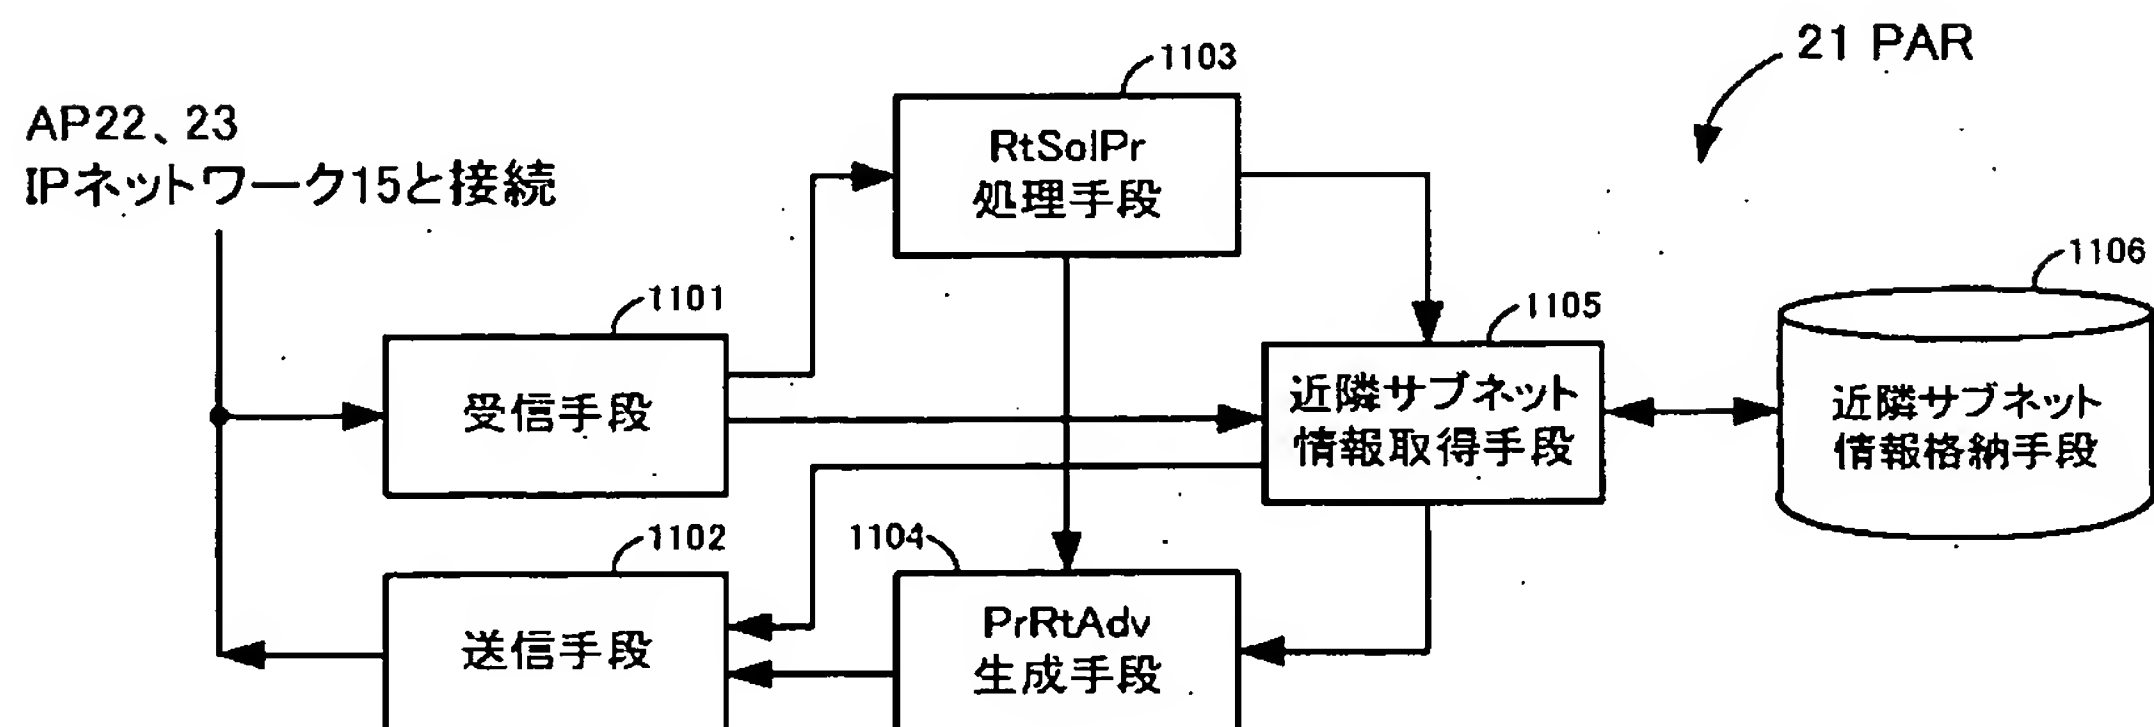 21 PAR
1103
AP22、23
IPネットワーク15と接続
RtSolPr
処理手段
1106
1101
1105
受信手段
近隣サブネット
情報取得手段
近隣サブネット
情報格納手段
1102
1104
送信手段
PrRtAdv
生成手段